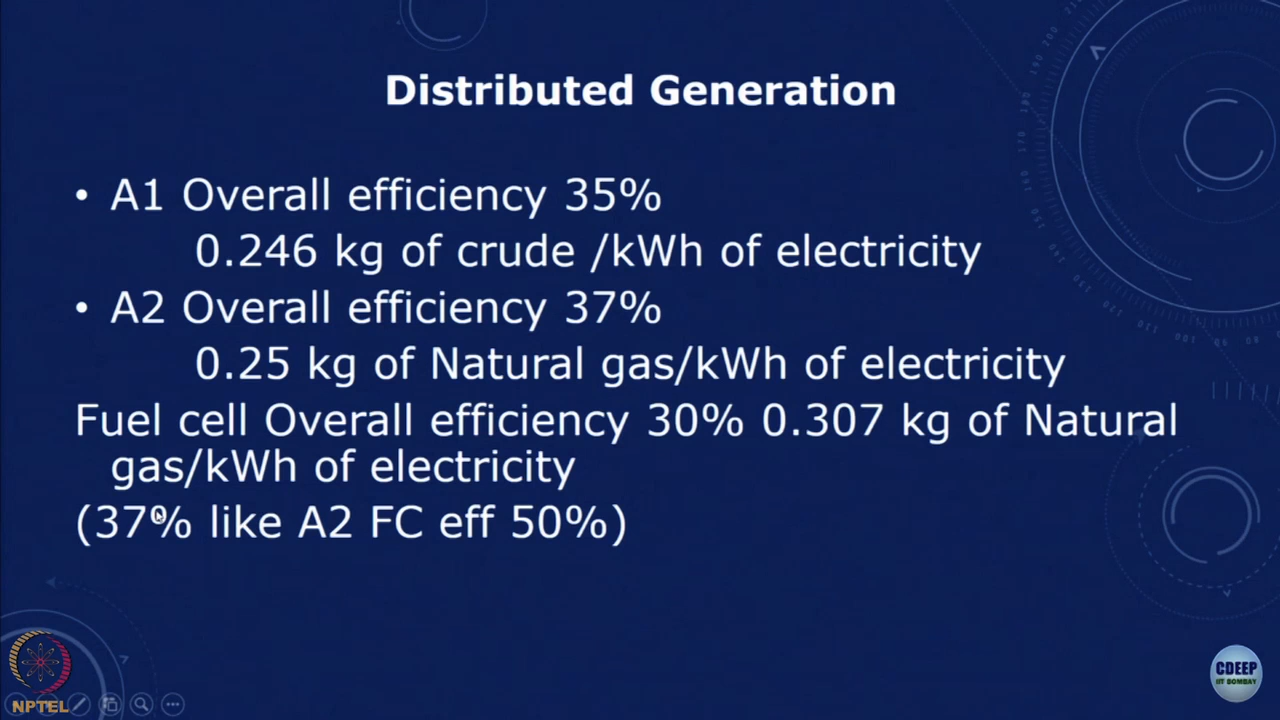 Distributed Generation
• A1 Overall efficiency 35%
0.246 kg of crude /kWh of electricity
• A2 Overall efficiency 37%
0.25 kg of Natural gas/kWh of electricity
Fuel cell Overall efficiency 30% 0.307 kg of Natural
gas/kWh of electricity
(37% like A2 FC eff 50%)
NPTEL
CDEEP
IIT BOMBAY